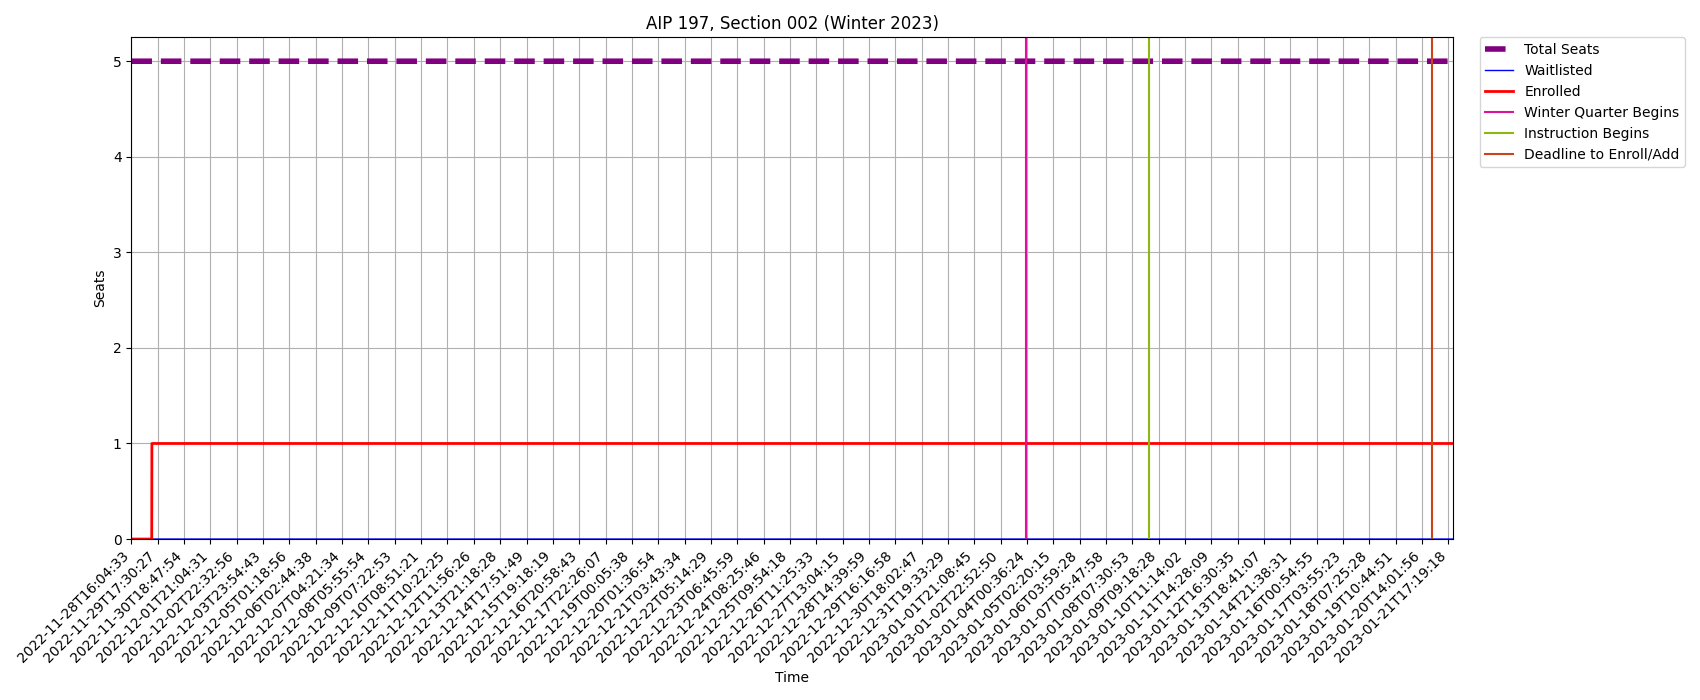 AIP 197, Section 002 (Winter 2023)
5
4
3
2
1
0
Seats
2022-11-28T16:04:33
2022-11-29T17:30:27
2022-11-30T18:47:54
2022-12-01T21:04:31
2022-12-02T22:32:56
2022-12-03T23:54:43
2022-12-05T01:18:56
2022-12-06T02:44:38
2022-12-07T04:21:34
2022-12-08T05:55:54
2022-12-09T07:22:53
2022-12-10T08:51:21
2022-12-11T10:22:25
2022-12-12T11:56:26
2022-12-13T21:18:28
2022-12-14T17:51:49
2022-12-15T19:18:19
2022-12-16T20:58:43
2022-12-17T22:26:07
2022-12-19T00:05:38
2022-12-20T01:36:54
2022-12-21T03:43:34
2022-12-22T05:14:29
2022-12-23T06:45:59
2022-12-24T08:25:46
2022-12-25T09:54:18
2022-12-26T11:25:33
2022-12-27T13:04:15
2022-12-28T14:39:59
2022-12-29T16:16:58
2022-12-30T18:02:47
2022-12-31T19:33:29
2023-01-01T21:08:45
2023-01-02T22:52:50
2023-01-04T00:36:24
2023-01-05T02:20:15
2023-01-06T03:59:28
2023-01-07T05:47:58
2023-01-08T07:30:53
2023-01-09T09:18:28
2023-01-10T11:14:02
2023-01-11T14:28:09
2023-01-12T16:30:35
2023-01-13T18:41:07
2023-01-14T21:38:31
2023-01-16T00:54:55
2023-01-17T03:55:23
2023-01-18T07:25:28
2023-01-19T10:44:51
2023-01-20T14:01:56
2023-01-21T17:19:18
Time
Total Seats
Waitlisted
Enrolled
Winter Quarter Begins
Instruction Begins
Deadline to Enroll/Add